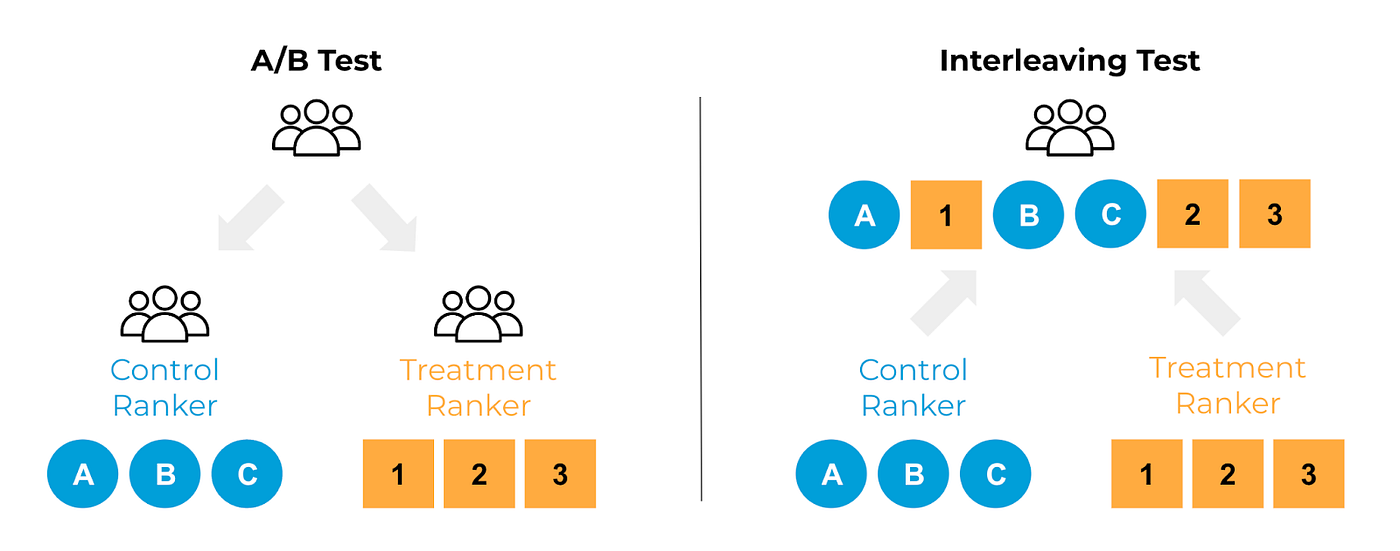 A/B Test
Control
Ranker
A B C
Treatment
Ranker
1 2 3
Interleaving Test
A 1 B C 2 3
Control
Ranker
A B C
Treatment
Ranker
1 2 3